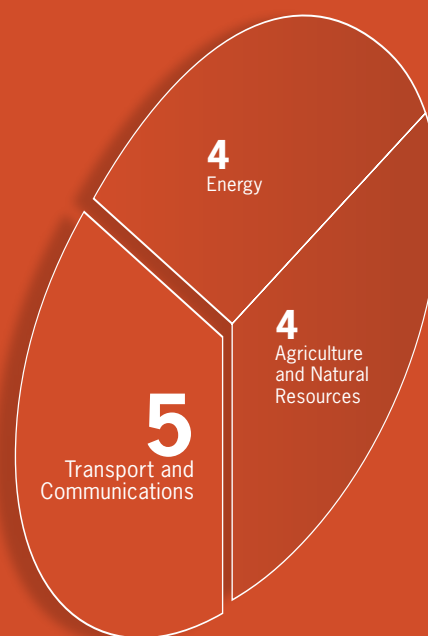 4
Energy
4
Agriculture
and Natural
Resources
5
Transport and
Communications